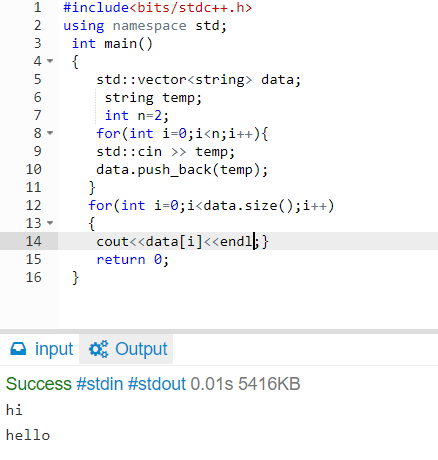 1 #include<bits/stdc++.h>
2 using namespace std;
3 int main()
4 {
5 std::vector<string> data;
6 string temp;
7 int n=2;
8 for(int i=0;i<n;i++){
9 std::cin >> temp;
10 data.push_back(temp);
11 }
12 for(int i=0;i<data.size();i++)
13 {
14 cout<<data[i]<<endl;}
15 return 0;
16 }
input Output
Success #stdin #stdout 0.01s 5416KB
hi
hello